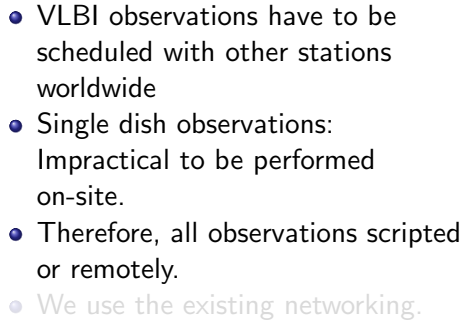 VLBI observations have to be
scheduled with other stations
worldwide
Single dish observations:
Impractical to be performed
on-site.
Therefore, all observations scripted
or remotely.
We use the existing networking.